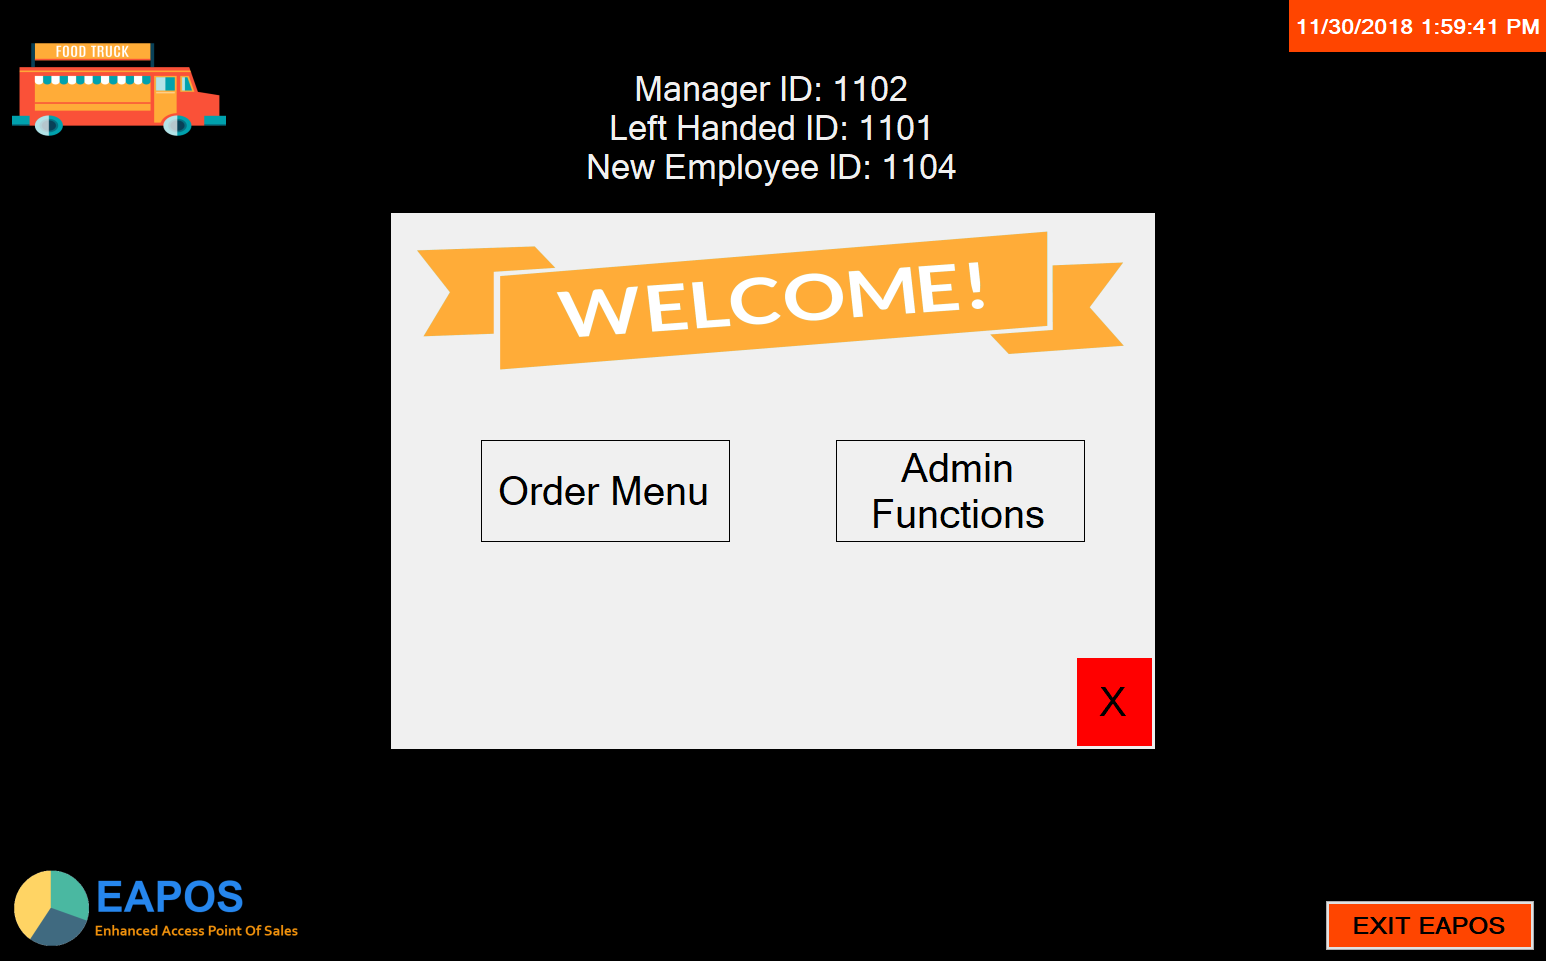 FOOD TRUCK
11/30/2018 1:59:41 PM
Manager ID: 1102
Left Handed ID: 1101
New Employee ID: 1104
WELCOME!
Order Menu
Admin
Functions
X
EAPOS
Enhanced Access Point Of Sales
EXIT EAPOS